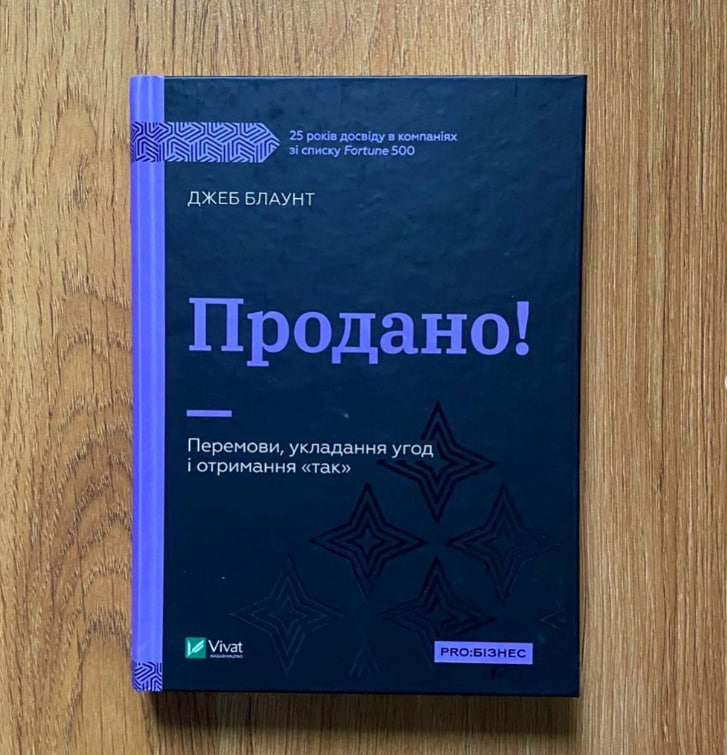 25 років досвіду в компаніях
зі списку Fortune 500
ДЖЕБ БЛАУНТ
Продано!
Перемови, укладання угод
і отримання «так»
Vivat
ВИДАВНИЦТВО
PRO:БІЗНЕС